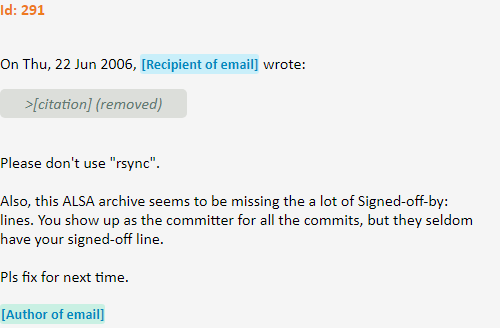 Id: 291
On Thu, 22 Jun 2006, [Recipient of email] wrote:
>[citation] (removed)
Please don't use "rsync".
Also, this ALSA archive seems to be missing the a lot of Signed-off-by:
lines. You show up as the committer for all the commits, but they seldom
have your signed-off line.
Pls fix for next time.
[Author of email]